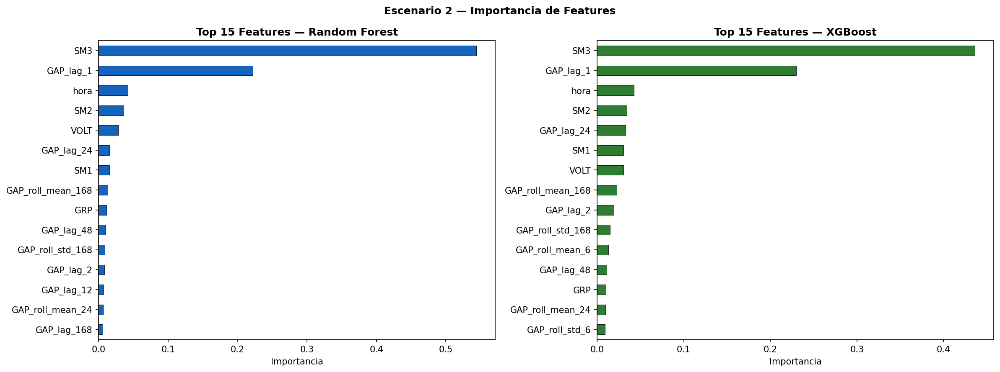 Escenario 2 — Importancia de Features
Top 15 Features — Random Forest
SM3
GAP_lag_1
hora
SM2
VOLT
GAP_lag_24
SM1
GAP_roll_mean_168
GRP
GAP_lag_48
GAP_roll_std_168
GAP_lag_2
GAP_lag_12
GAP_roll_mean_24
GAP_lag_168
0.0 0.1 0.2 0.3 0.4 0.5
Importancia
Top 15 Features — XGBoost
SM3
GAP_lag_1
hora
SM2
GAP_lag_24
SM1
VOLT
GAP_roll_mean_168
GAP_lag_2
GAP_roll_std_168
GAP_roll_mean_6
GAP_lag_48
GRP
GAP_roll_mean_24
GAP_roll_std_6
0.0 0.1 0.2 0.3 0.4
Importancia